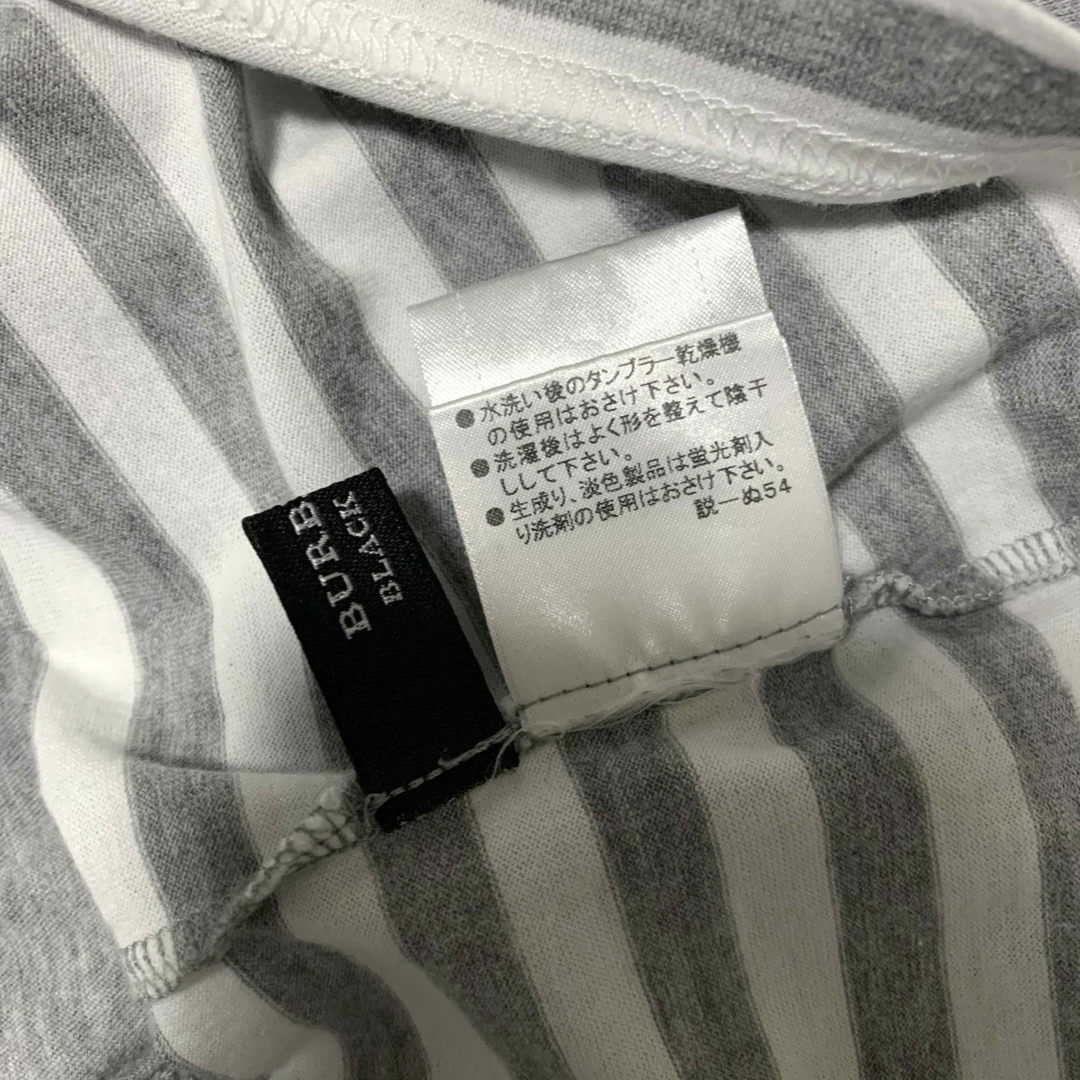 BURB
BLACK
●水洗い後のタンブラー乾燥機
の使用はおさけ下さい。
●洗濯後はよく形を整えて陰干
しして下さい。
●生成り、淡色製品は蛍光剤入
り洗剤の使用はおさけ下さい。
説ーぬ54